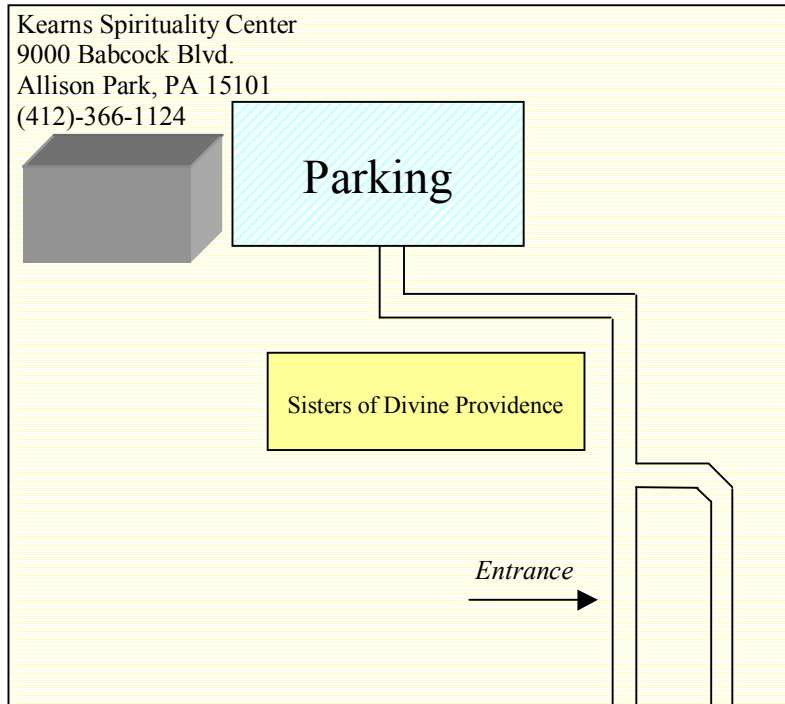 Kearns Spirituality Center
9000 Babcock Blvd.
Allison Park, PA 15101
(412)-366-1124
Parking
Sisters of Divine Providence
Entrance